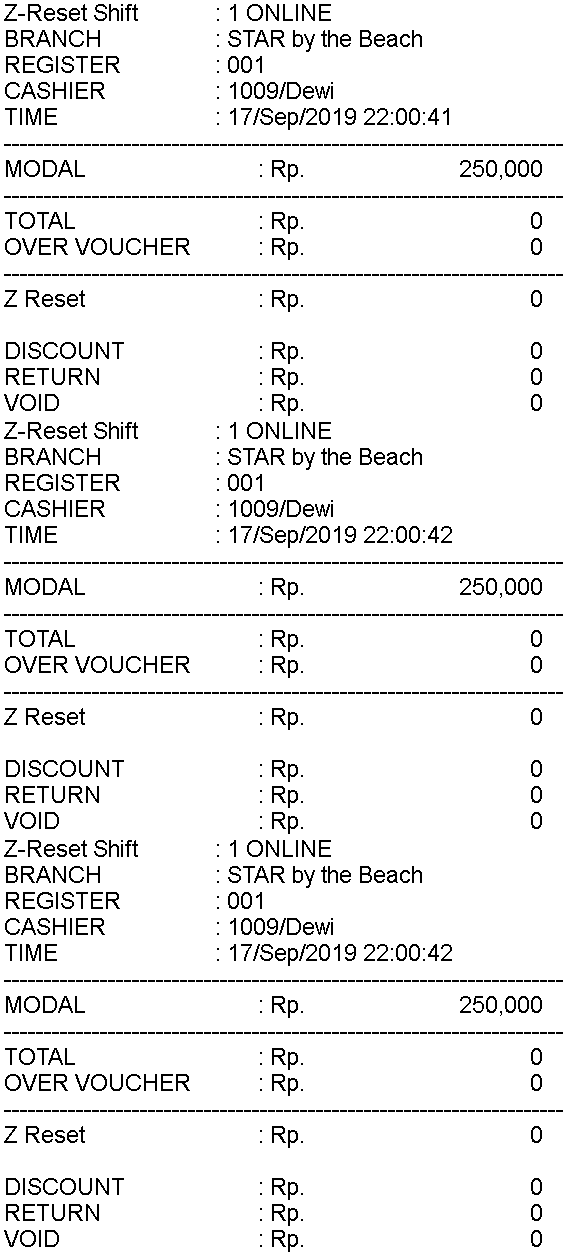 Z-Reset Shift : 1 ONLINE
BRANCH : STAR by the Beach
REGISTER : 001
CASHIER : 1009/Dewi
TIME : 17/Sep/2019 22:00:41
MODAL : Rp. 250,000
TOTAL : Rp. 0
OVER VOUCHER : Rp. 0
Z Reset : Rp. 0
DISCOUNT : Rp. 0
RETURN : Rp. 0
VOID : Rp. 0
Z-Reset Shift : 1 ONLINE
BRANCH : STAR by the Beach
REGISTER : 001
CASHIER : 1009/Dewi
TIME : 17/Sep/2019 22:00:42
MODAL : Rp. 250,000
TOTAL : Rp. 0
OVER VOUCHER : Rp. 0
Z Reset : Rp. 0
DISCOUNT : Rp. 0
RETURN : Rp. 0
VOID : Rp. 0
Z-Reset Shift : 1 ONLINE
BRANCH : STAR by the Beach
REGISTER : 001
CASHIER : 1009/Dewi
TIME : 17/Sep/2019 22:00:42
MODAL : Rp. 250,000
TOTAL : Rp. 0
OVER VOUCHER : Rp. 0
Z Reset : Rp. 0
DISCOUNT : Rp. 0
RETURN : Rp. 0
VOID : Rp. 0